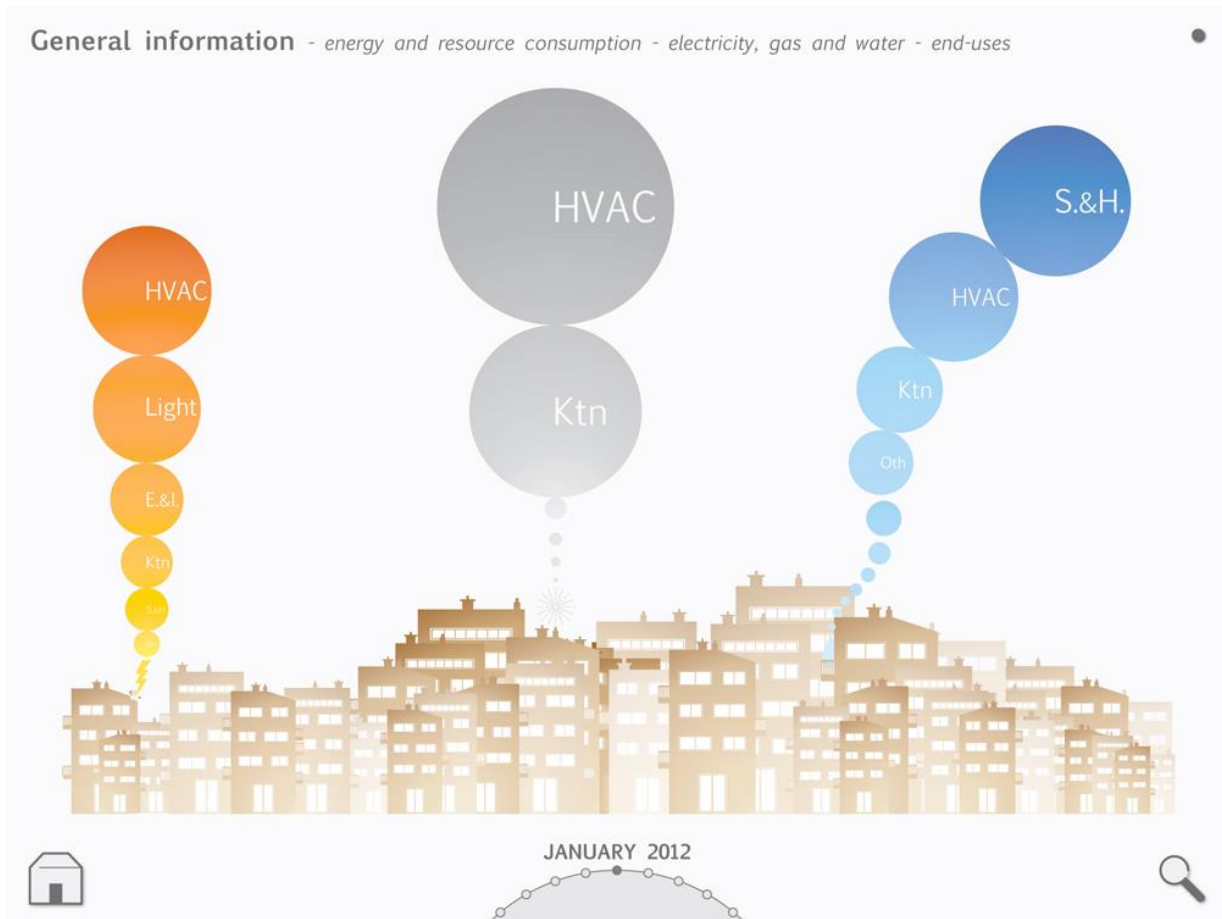 General information - energy and resource consumption - electricity, gas and water - end-uses
HVAC
Light
E.&I.
Ktn
San
HVAC
Ktn
S.&H.
HVAC
Ktn
Oth
JANUARY 2012